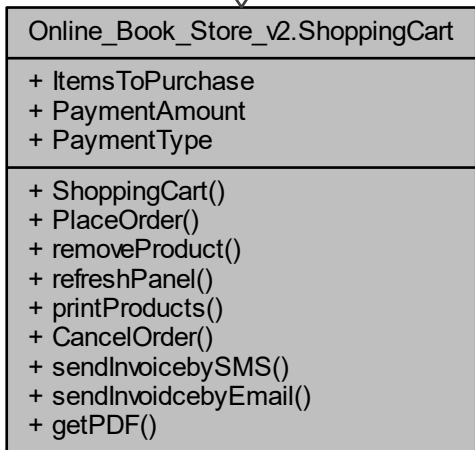 Online_Book_Store_v2.ShoppingCart
+ ItemsToPurchase
+ PaymentAmount
+ PaymentType
+ ShoppingCart()
+ PlaceOrder()
+ removeProduct()
+ refreshPanel()
+ printProducts()
+ CancelOrder()
+ sendInvoicebySMS()
+ sendInvoidcebyEmail()
+ getPDF()